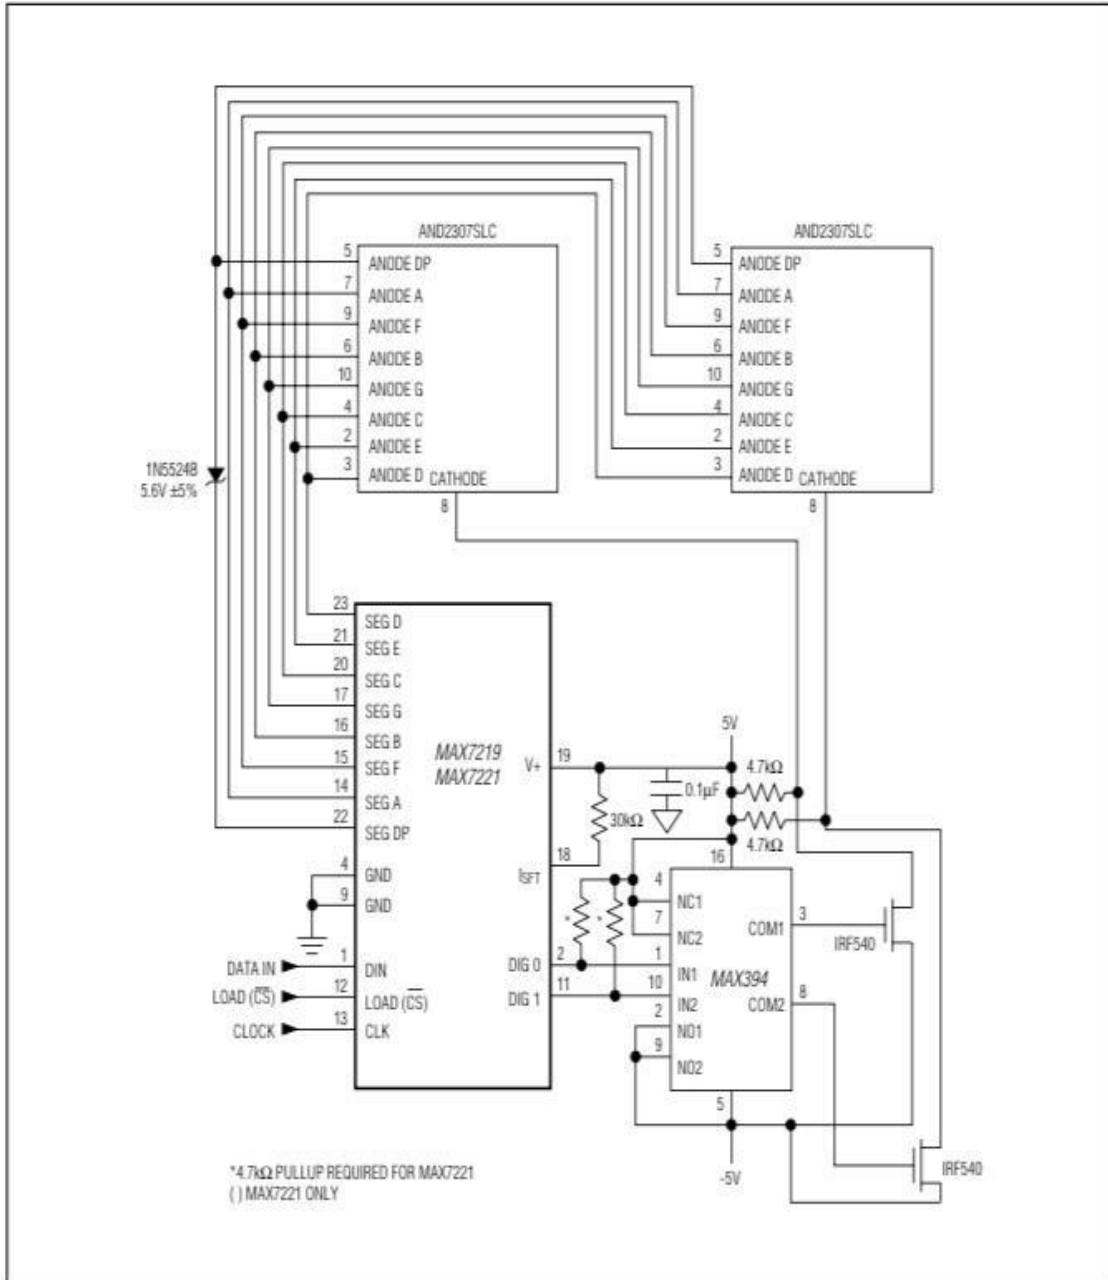 AND2307SLC
5 ANODE DP
7 ANODE A
9 ANODE F
6 ANODE B
10 ANODE G
4 ANODE C
2 ANODE E
3 ANODE D CATHODE
8
AND2307SLC
5 ANODE DP
7 ANODE A
9 ANODE F
6 ANODE B
10 ANODE G
4 ANODE C
2 ANODE E
3 ANODE D CATHODE
8
1N5524B
5.6V ±5%
23 SEG D
21 SEG E
20 SEG C
17 SEG G
16 SEG B
15 SEG F
14 SEG A
22 SEG DP
4 GND
9 GND
DATA IN 1 DIN
LOAD (CS) 12 LOAD (CS)
CLOCK 13 CLK
MAX7219
MAX7221
V+ 19
ISFT 18
DIG 0 2
DIG 1 11
30kΩ
0.1µF
5V
4.7kΩ
4.7kΩ
*
*
16
4 NC1
7 NC2
1 IN1
10 IN2
2 NO1
9 NO2
MAX394
COM1 3
COM2 8
5
-5V
IRF540
IRF540
*4.7kΩ PULLUP REQUIRED FOR MAX7221
( ) MAX7221 ONLY